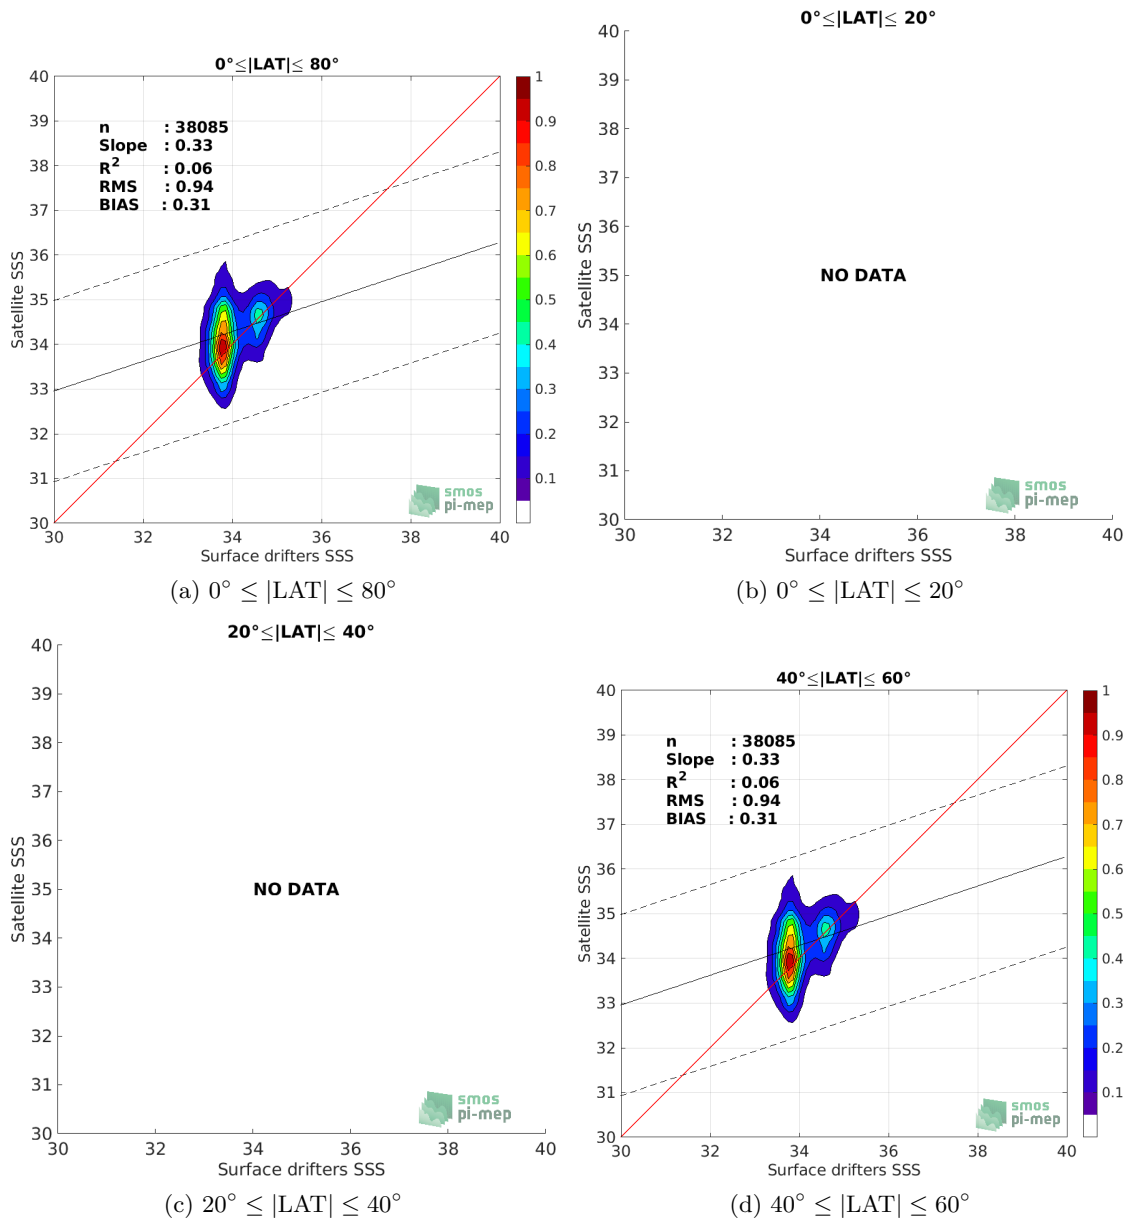 0°≤|LAT|≤ 80°
40
39
38
37
36
35
34
33
32
31
30
Satellite SSS
n : 38085
Slope : 0.33
R2 : 0.06
RMS : 0.94
BIAS : 0.31
smos
pi-mep
30 32 34 36 38 40
Surface drifters SSS
1
0.9
0.8
0.7
0.6
0.5
0.4
0.3
0.2
0.1
(a) 0° ≤ |LAT| ≤ 80°
0°≤|LAT|≤ 20°
40
39
38
37
36
35
34
33
32
31
30
Satellite SSS
NO DATA
smos
pi-mep
30 32 34 36 38 40
Surface drifters SSS
(b) 0° ≤ |LAT| ≤ 20°
20°≤|LAT|≤ 40°
40
39
38
37
36
35
34
33
32
31
30
Satellite SSS
NO DATA
smos
pi-mep
30 32 34 36 38 40
Surface drifters SSS
(c) 20° ≤ |LAT| ≤ 40°
40°≤|LAT|≤ 60°
40
39
38
37
36
35
34
33
32
31
30
Satellite SSS
n : 38085
Slope : 0.33
R2 : 0.06
RMS : 0.94
BIAS : 0.31
smos
pi-mep
30 32 34 36 38 40
Surface drifters SSS
1
0.9
0.8
0.7
0.6
0.5
0.4
0.3
0.2
0.1
(d) 40° ≤ |LAT| ≤ 60°